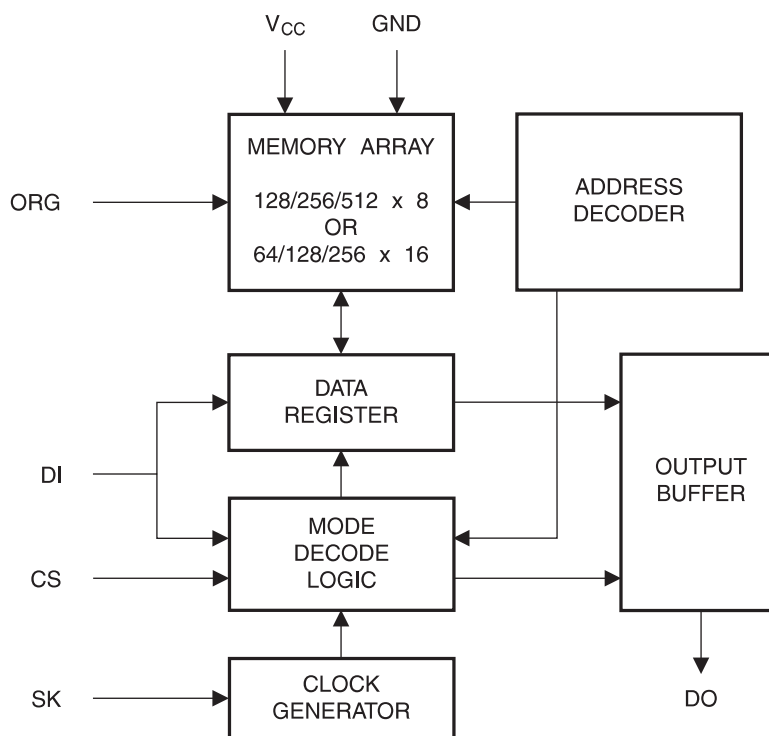 VCC
GND
MEMORY ARRAY
128/256/512 x 8
OR
64/128/256 x 16
ADDRESS
DECODER
ORG
DATA
REGISTER
DI
OUTPUT
BUFFER
MODE
DECODE
LOGIC
CS
CLOCK
GENERATOR
SK
DO